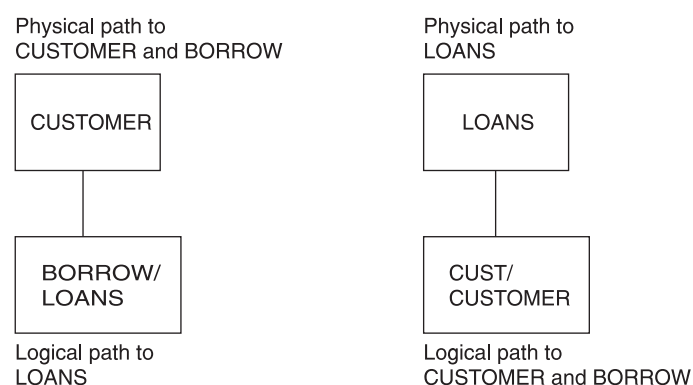 Physical path to
CUSTOMER and BORROW
CUSTOMER
BORROW/
LOANS
Logical path to
LOANS
Physical path to
LOANS
LOANS
CUST/
CUSTOMER
Logical path to
CUSTOMER and BORROW